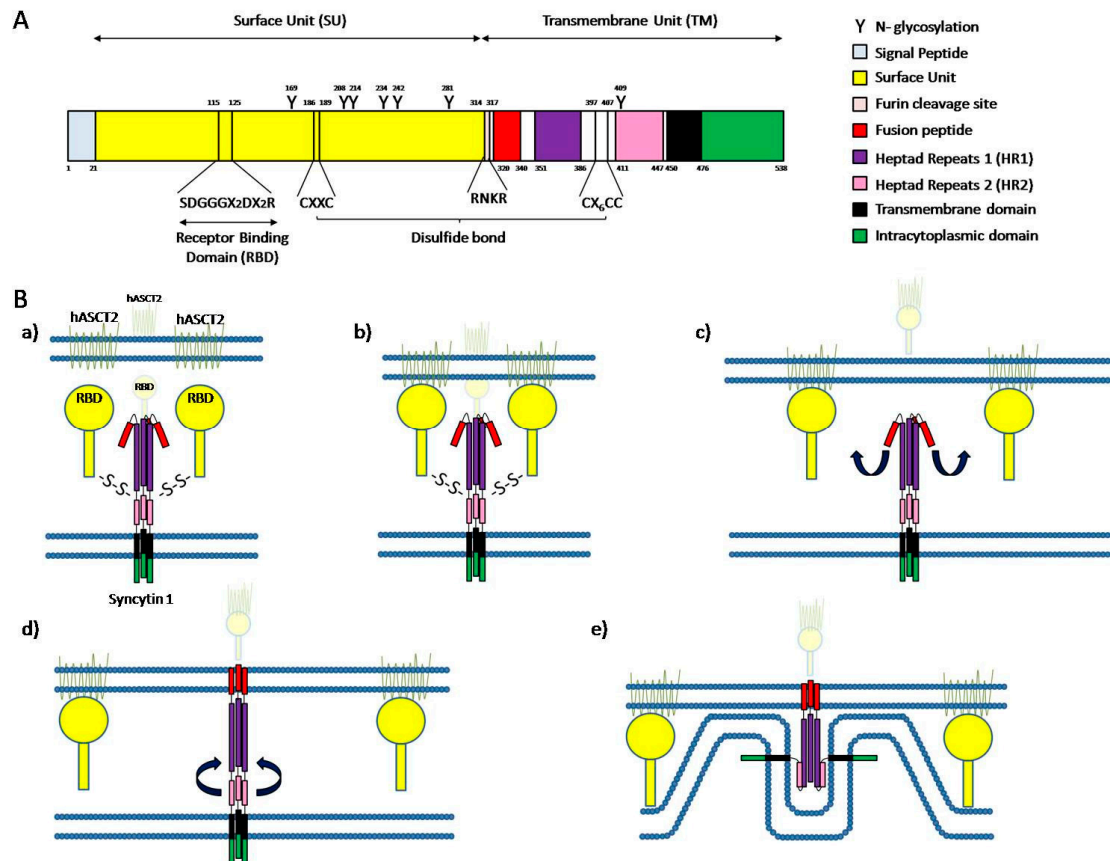 A
Surface Unit (SU)
Transmembrane Unit (TM)
169
208
214
234
242
281
409
115
125
186
189
314
317
397
407
1
21
320
340
351
386
411
447
450
476
538
SDGGGX2DX2R
CXXC
RNKR
CX6CC
Receptor Binding
Domain (RBD)
Disulfide bond
Y N- glycosylation
Signal Peptide
Surface Unit
Furin cleavage site
Fusion peptide
Heptad Repeats 1 (HR1)
Heptad Repeats 2 (HR2)
Transmembrane domain
Intracytoplasmic domain
B
a)
hASCT2
hASCT2
hASCT2
RBD
RBD
RBD
-S-S-
-S-S-
Syncytin 1
b)
-S-S-
-S-S-
c)
d)
e)